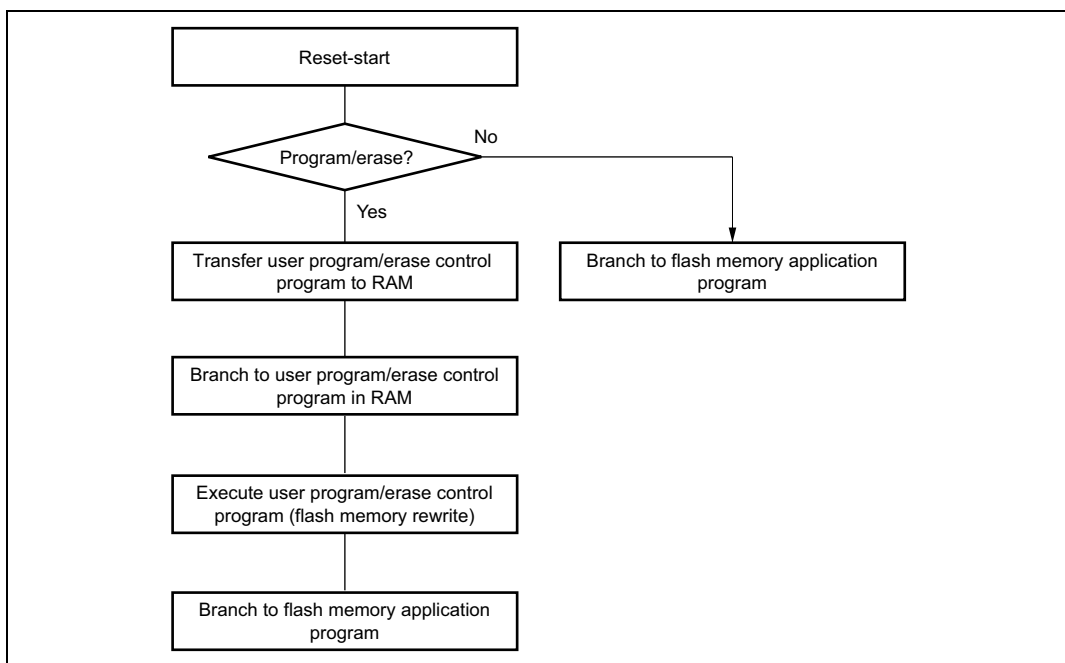 Reset-start
Program/erase?
No
Yes
Transfer user program/erase control
program to RAM
Branch to flash memory application
program
Branch to user program/erase control
program in RAM
Execute user program/erase control
program (flash memory rewrite)
Branch to flash memory application
program